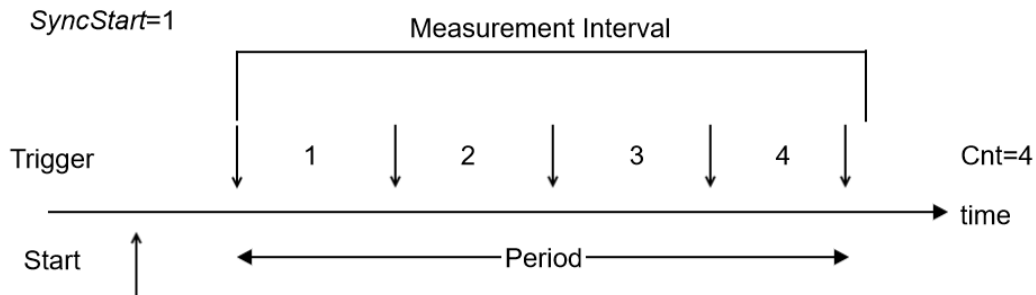 SyncStart=1
Measurement Interval
Trigger 1 2 3 4 Cnt=4
time
Start Period